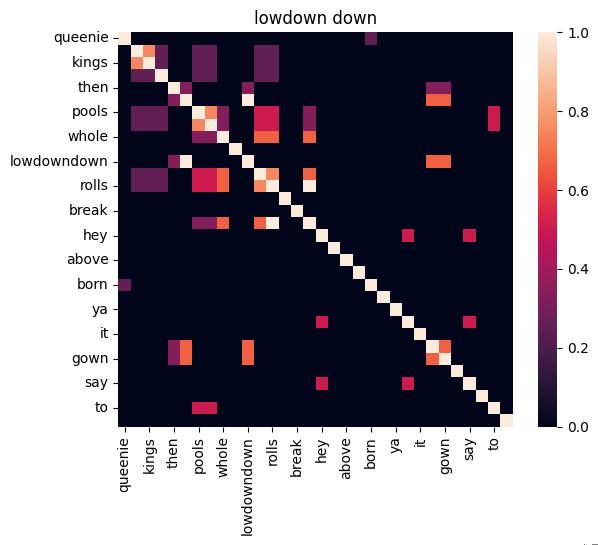 lowdown down
queenie
kings
then
pools
whole
lowdowndown
rolls
break
hey
above
born
ya
it
gown
say
to
1.0
0.8
0.6
0.4
0.2
0.0
queenie
kings
then
pools
whole
lowdowndown
rolls
break
hey
above
born
ya
it
gown
say
to